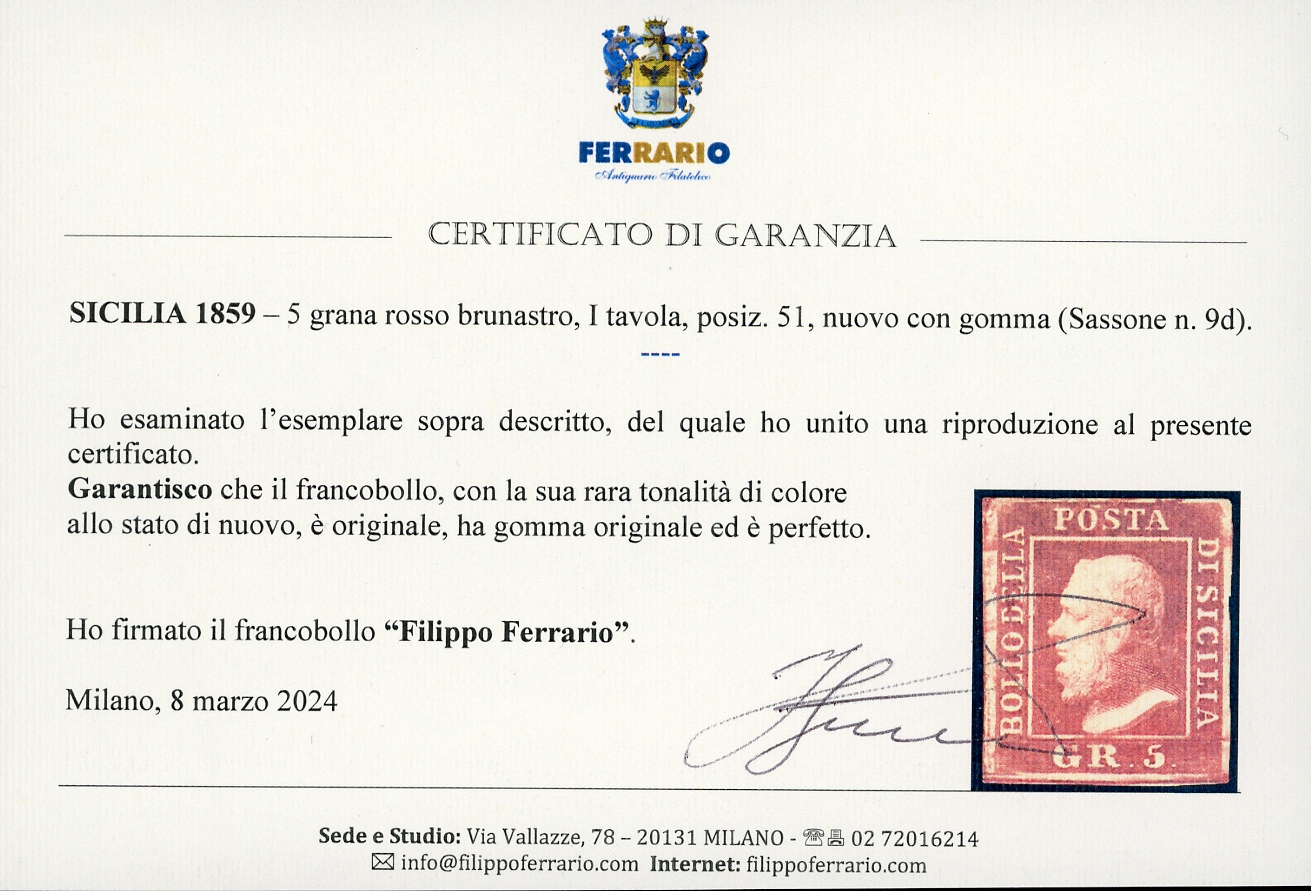 FERRARIO
Antiquario Filatelico
CERTIFICATO DI GARANZIA
SICILIA 1859 – 5 grana rosso brunastro, I tavola, posiz. 51, nuovo con gomma (Sassone n. 9d).
----
Ho esaminato l'esemplare sopra descritto, del quale ho unito una riproduzione al presente
certificato.
Garantisco che il francobollo, con la sua rara tonalità di colore
allo stato di nuovo, è originale, ha gomma originale ed è perfetto.
Ho firmato il francobollo “Filippo Ferrario”.
Milano, 8 marzo 2024
POSTA
BOLLO DELLA
DI SICILIA
GR. 5.
Sede e Studio: Via Vallazze, 78 – 20131 MILANO - 02 72016214
info@filippoferrario.com Internet: filippoferrario.com